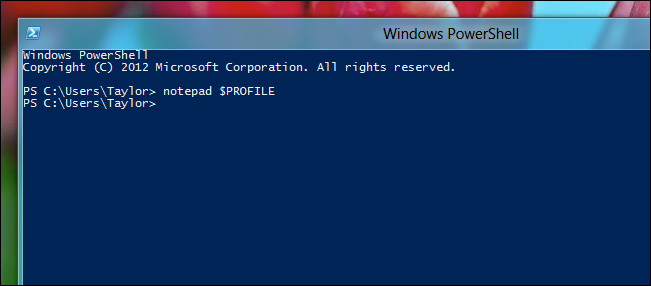 Windows PowerShell
Windows PowerShell
Copyright (C) 2012 Microsoft Corporation. All rights reserved.
PS C:\Users\Taylor> notepad $PROFILE
PS C:\Users\Taylor>